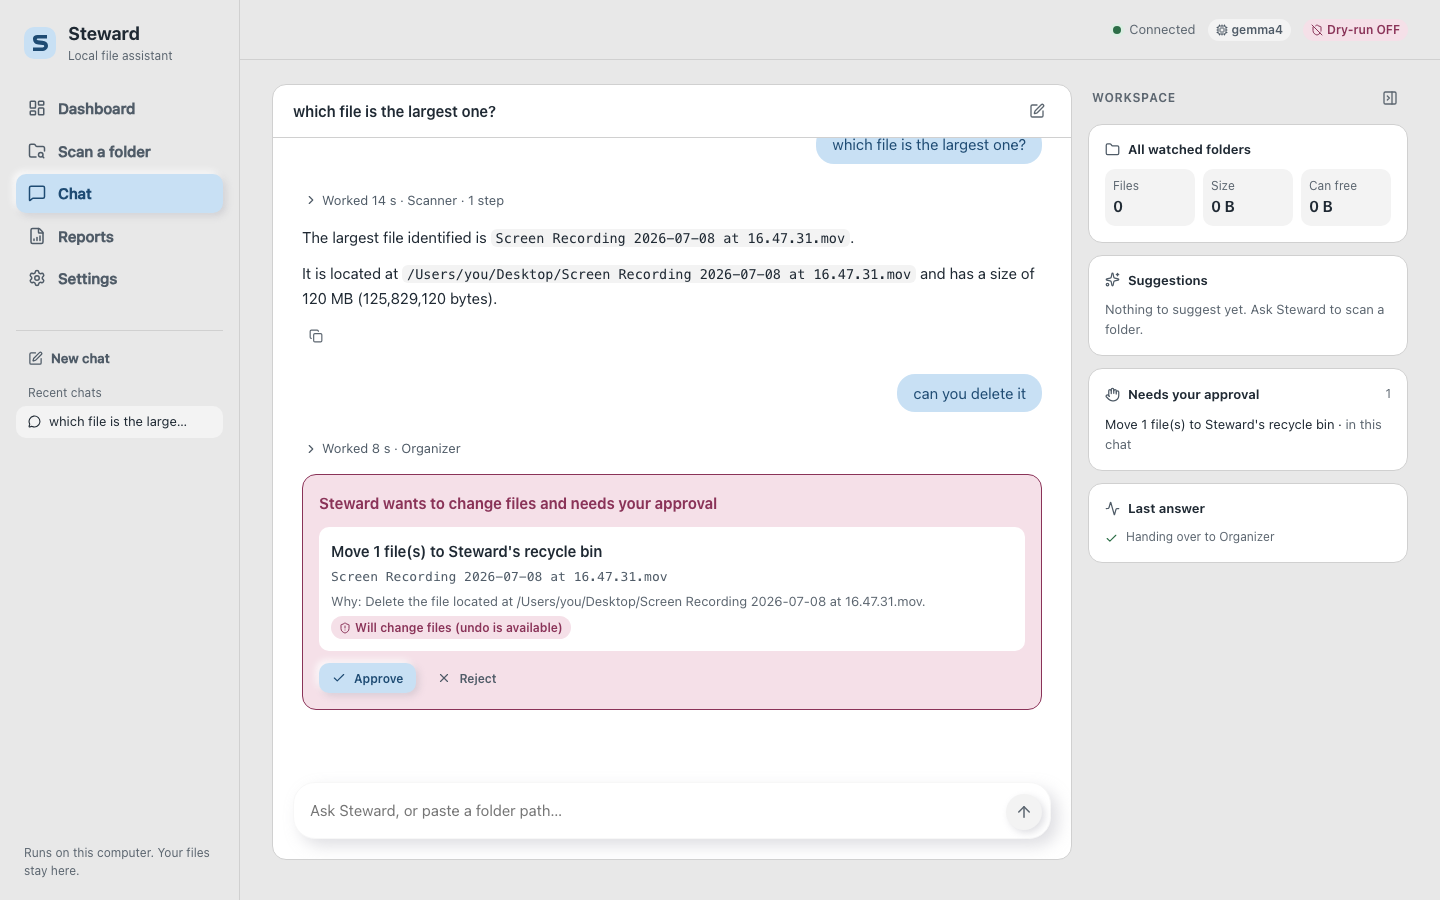 Steward
Local file assistant
Dashboard
Scan a folder
Chat
Reports
Settings
New chat
Recent chats
which file is the large...
Runs on this computer. Your files
stay here.
Connected
gemma4
Dry-run OFF
which file is the largest one?
which file is the largest one?
Worked 14 s · Scanner · 1 step
The largest file identified is Screen Recording 2026-07-08 at 16.47.31.mov.
It is located at /Users/you/Desktop/Screen Recording 2026-07-08 at 16.47.31.mov and has a size of
120 MB (125,829,120 bytes).
can you delete it
Worked 8 s · Organizer
Steward wants to change files and needs your approval
Move 1 file(s) to Steward's recycle bin
Screen Recording 2026-07-08 at 16.47.31.mov
Why: Delete the file located at /Users/you/Desktop/Screen Recording 2026-07-08 at 16.47.31.mov.
Will change files (undo is available)
Approve
Reject
Ask Steward, or paste a folder path...
WORKSPACE
All watched folders
Files
0
Size
0 B
Can free
0 B
Suggestions
Nothing to suggest yet. Ask Steward to scan a
folder.
Needs your approval
1
Move 1 file(s) to Steward's recycle bin · in this
chat
Last answer
Handing over to Organizer